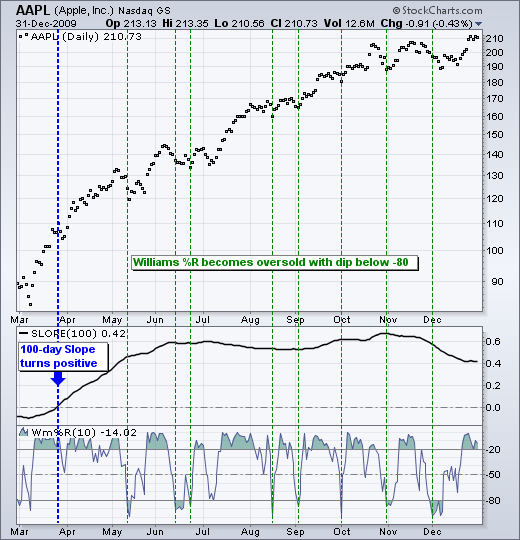 AAPL (Apple, Inc.) Nasdaq GS © StockCharts.com
31-Dec-2009 Op 213.13 Hi 213.35 Lo 210.56 Cl 210.73 Vol 12.6M Chg -0.91 (-0.43%)
AAPL (Daily) 210.73
210
200
190
180
170
160
150
140
130
120
110
100
90
Williams %R becomes oversold with dip below -80
Mar Apr May Jun Jul Aug Sep Oct Nov Dec
SLOPE(100) 0.42
100-day Slope
turns positive
0.6
0.4
0.2
0.0
Wm%R(10) -14.02
-20
-50
-80
Mar Apr May Jun Jul Aug Sep Oct Nov Dec